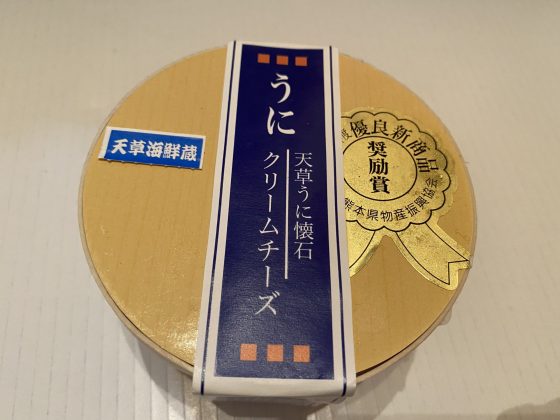 天草海鮮蔵
うに
天草うに懐石
クリームチーズ
優良新商品
奨励賞
熊本県物産振興協会